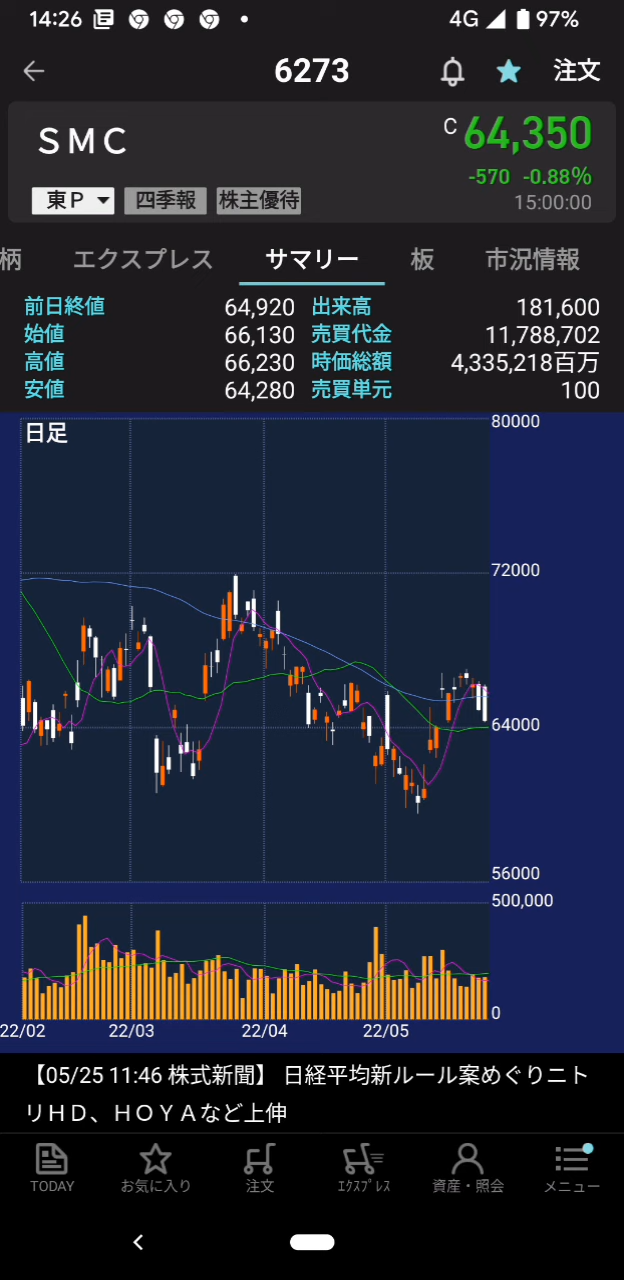 14:26 4G 97%
6273 注文
ＳＭＣ C 64,350
-570 -0.88%
東Ｐ 四季報 株主優待 15:00:00
柄 エクスプレス サマリー 板 市況情報
前日終値 64,920 出来高 181,600
始値 66,130 売買代金 11,788,702
高値 66,230 時価総額 4,335,218百万
安値 64,280 売買単元 100
日足
80000
72000
64000
56000
500,000
0
22/02 22/03 22/04 22/05
【05/25 11:46 株式新聞】 日経平均新ルール案めぐりニト
リＨＤ、ＨＯＹＡなど上伸
TODAY お気に入り 注文 ｴｸｽﾌﾟﾚｽ 資産・照会 メニュー